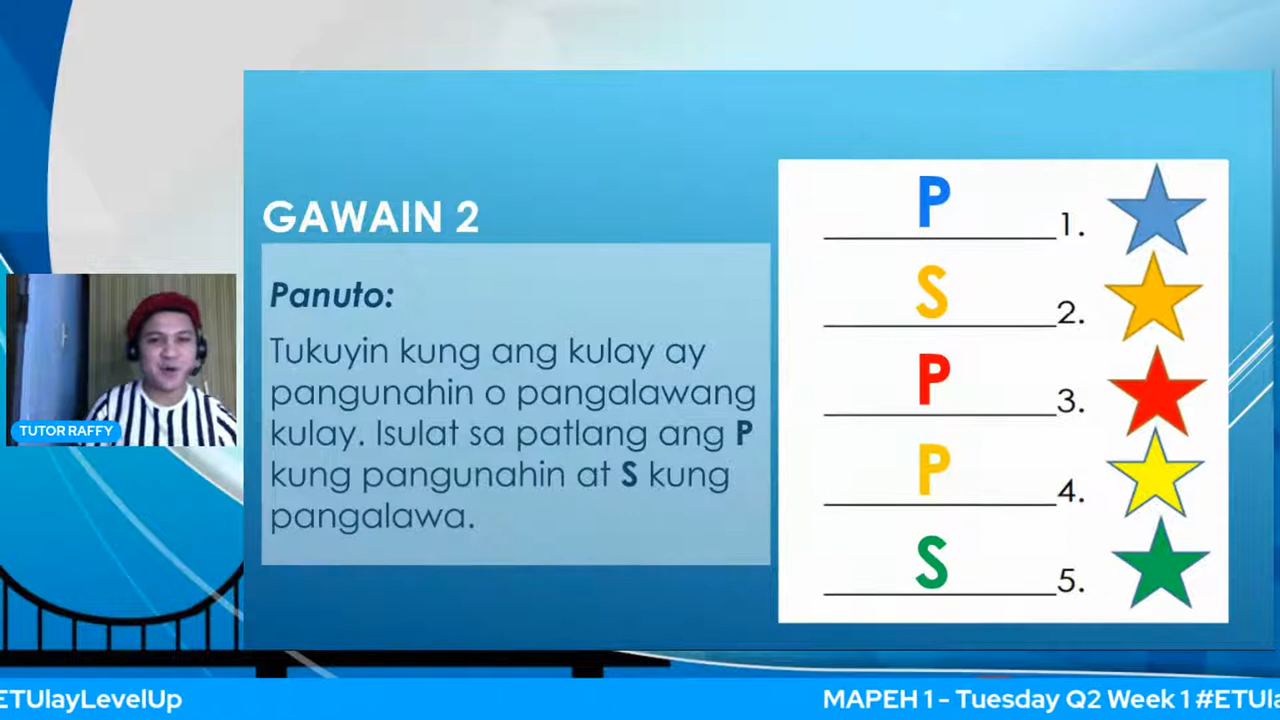 GAWAIN 2
Panuto:
Tukuyin kung ang kulay ay
pangunahin o pangalawang
kulay. Isulat sa patlang ang P
kung pangunahin at S kung
pangalawa.
P 1.
S 2.
P 3.
P 4.
S 5.
TUTOR RAFFY
ETUlayLevelUp
MAPEH 1 - Tuesday Q2 Week 1 #ETUla